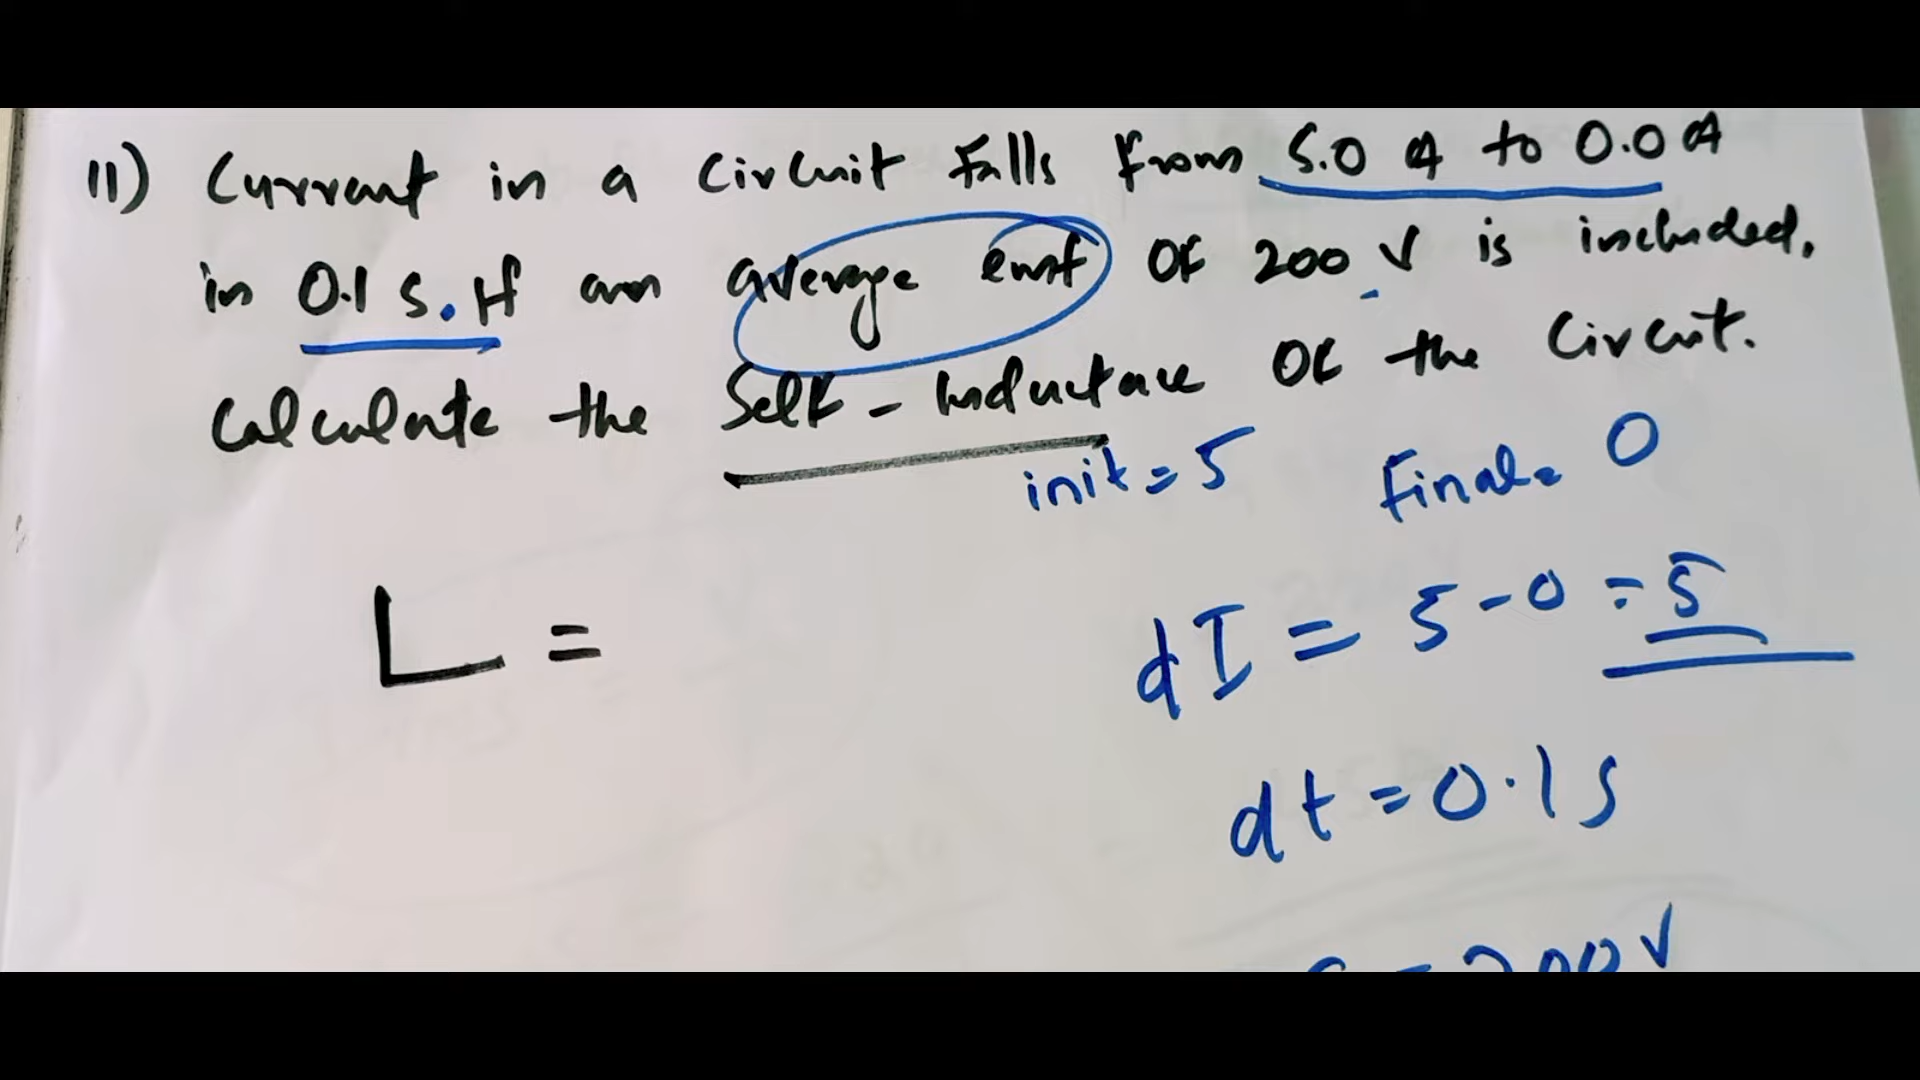 11) Current in a Circuit falls from 5.0 A to 0.0 A
in 0.1 s. If an average emf of 200 V is included.
Calculate the Self-Inductace of the Circuit.
init = 5 Final = 0
L =
dI = 5 - 0 = 5
dt = 0.1 s
= 200V